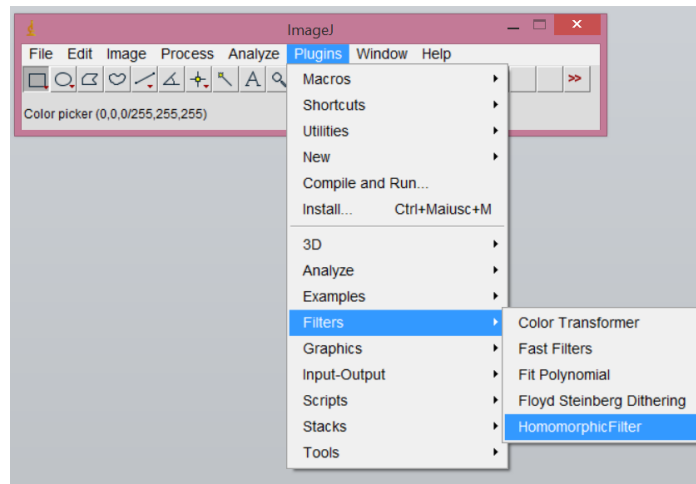 ImageJ
File Edit Image Process Analyze Plugins Window Help
A >>
Color picker (0,0,0/255,255,255)
Macros
Shortcuts
Utilities
New
Compile and Run...
Install... Ctrl+Maiusc+M
3D
Analyze
Examples
Filters
Graphics
Input-Output
Scripts
Stacks
Tools
Color Transformer
Fast Filters
Fit Polynomial
Floyd Steinberg Dithering
HomomorphicFilter